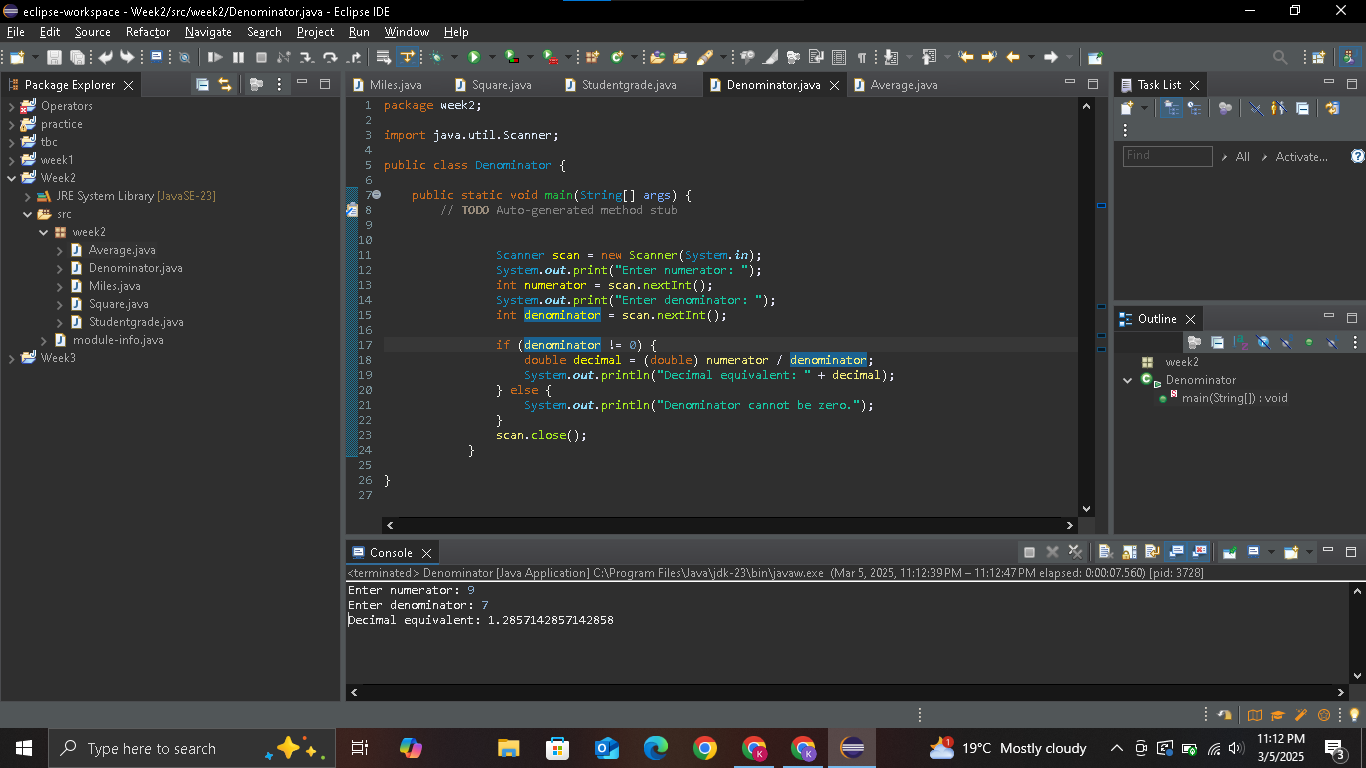 eclipse-workspace - Week2/src/week2/Denominator.java - Eclipse IDE
File Edit Source Refactor Navigate Search Project Run Window Help
Package Explorer
Operators
practice
tbc
week1
Week2
JRE System Library [JavaSE-23]
src
week2
Average.java
Denominator.java
Miles.java
Square.java
Studentgrade.java
module-info.java
Week3
Miles.java Square.java Studentgrade.java Denominator.java Average.java
1 package week2;
2
3 import java.util.Scanner;
4
5 public class Denominator {
6
7 public static void main(String[] args) {
8 // TODO Auto-generated method stub
9
10
11 Scanner scan = new Scanner(System.in);
12 System.out.print("Enter numerator: ");
13 int numerator = scan.nextInt();
14 System.out.print("Enter denominator: ");
15 int denominator = scan.nextInt();
16
17 if (denominator != 0) {
18 double decimal = (double) numerator / denominator;
19 System.out.println("Decimal equivalent: " + decimal);
20 } else {
21 System.out.println("Denominator cannot be zero.");
22 }
23 scan.close();
24 }
25
26 }
27
Task List
Find All Activate...
Outline
week2
Denominator
main(String[]) : void
Console
<terminated> Denominator [Java Application] C:\Program Files\Java\jdk-23\bin\javaw.exe (Mar 5, 2025, 11:12:39 PM – 11:12:47 PM elapsed: 0:00:07.560) [pid: 3728]
Enter numerator: 9
Enter denominator: 7
Decimal equivalent: 1.2857142857142858
Type here to search
K
K
1
19°C Mostly cloudy
11:12 PM
3/5/2025
3